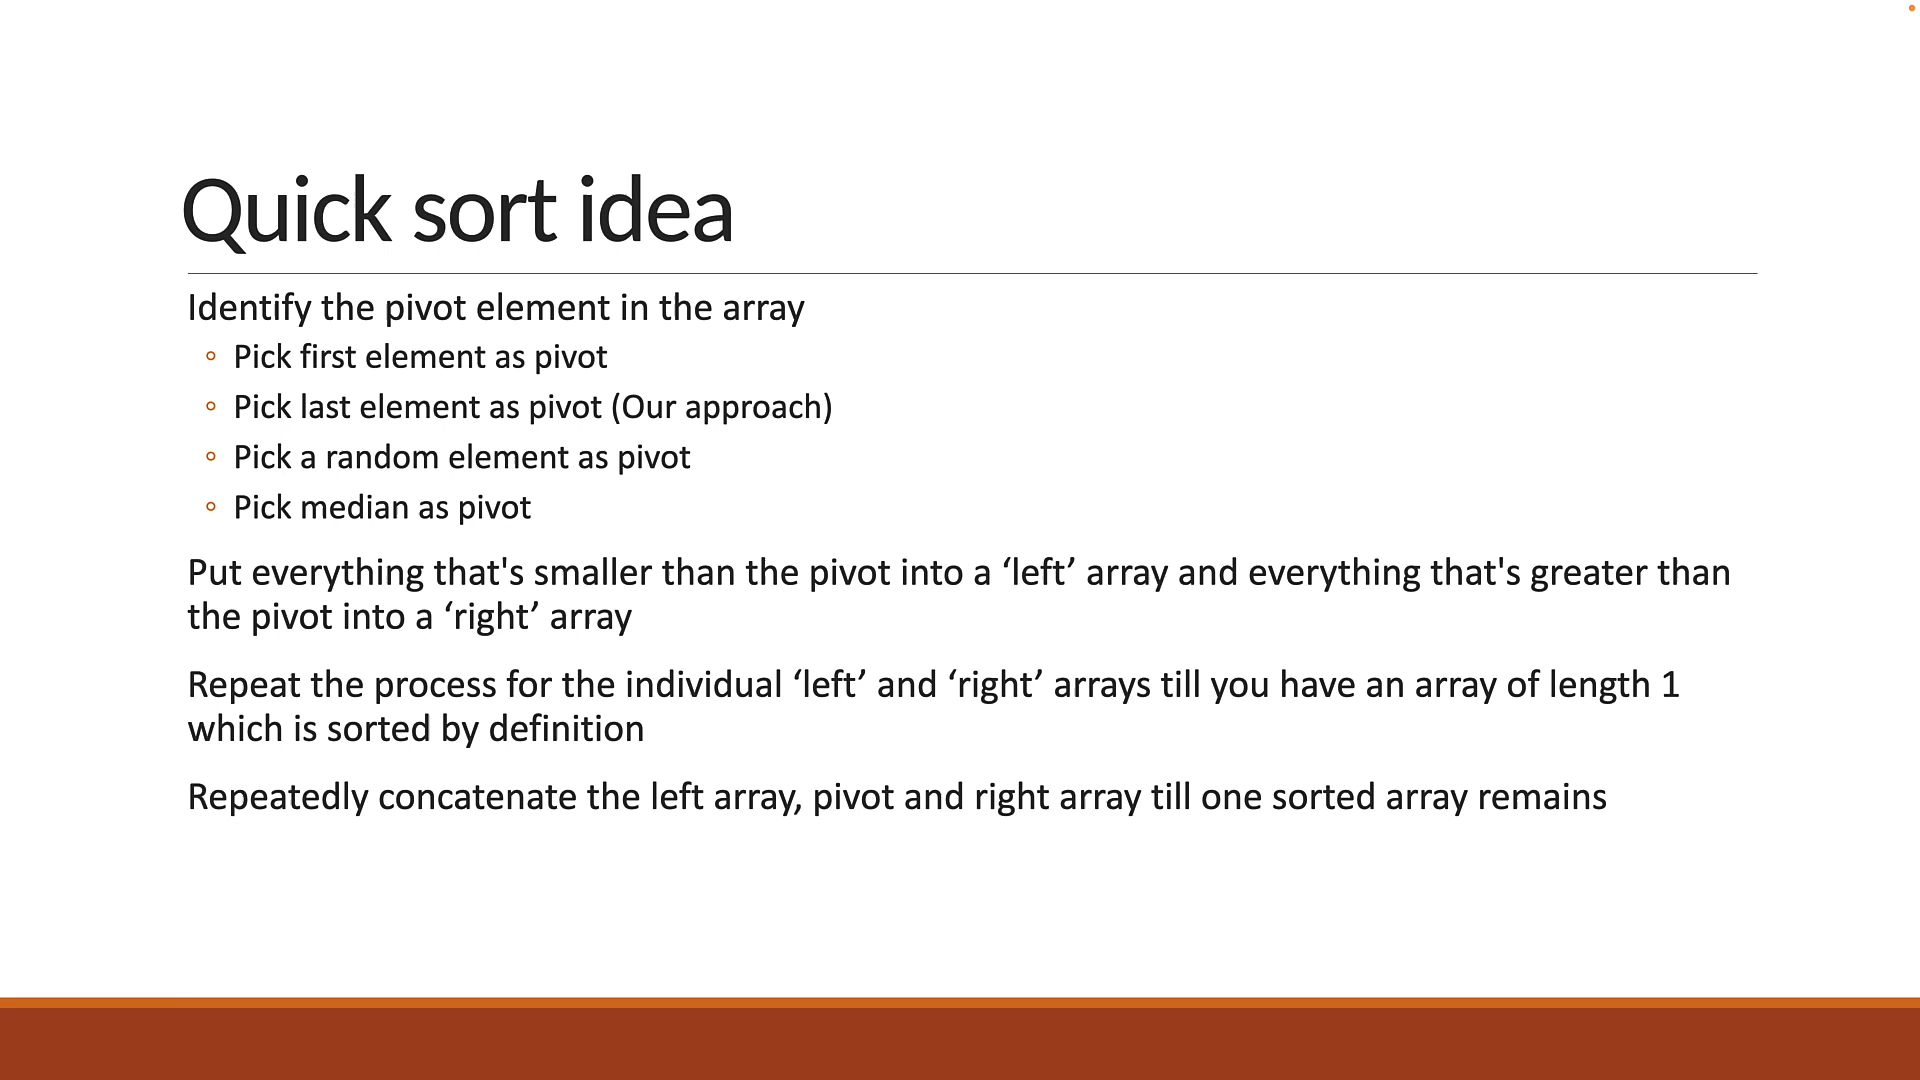 Quick sort idea
Identify the pivot element in the array
◦ Pick first element as pivot
◦ Pick last element as pivot (Our approach)
◦ Pick a random element as pivot
◦ Pick median as pivot
Put everything that's smaller than the pivot into a ‘left’ array and everything that's greater than
the pivot into a ‘right’ array
Repeat the process for the individual ‘left’ and ‘right’ arrays till you have an array of length 1
which is sorted by definition
Repeatedly concatenate the left array, pivot and right array till one sorted array remains